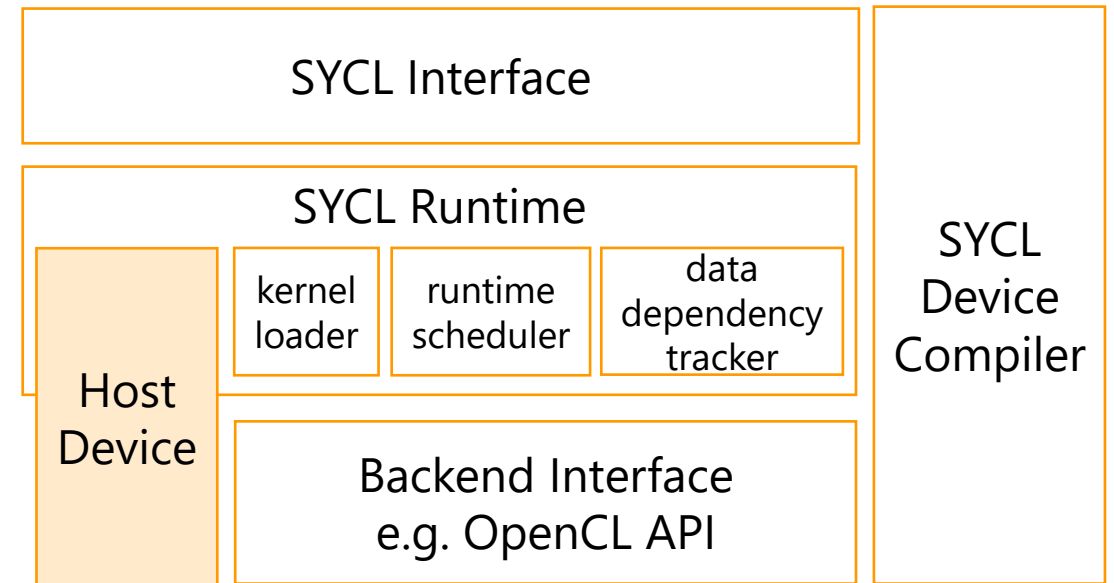 SYCL Interface
SYCL Runtime
kernel
loader
runtime
scheduler
data
dependency
tracker
Host
Device
Backend Interface
e.g. OpenCL API
SYCL
Device
Compiler